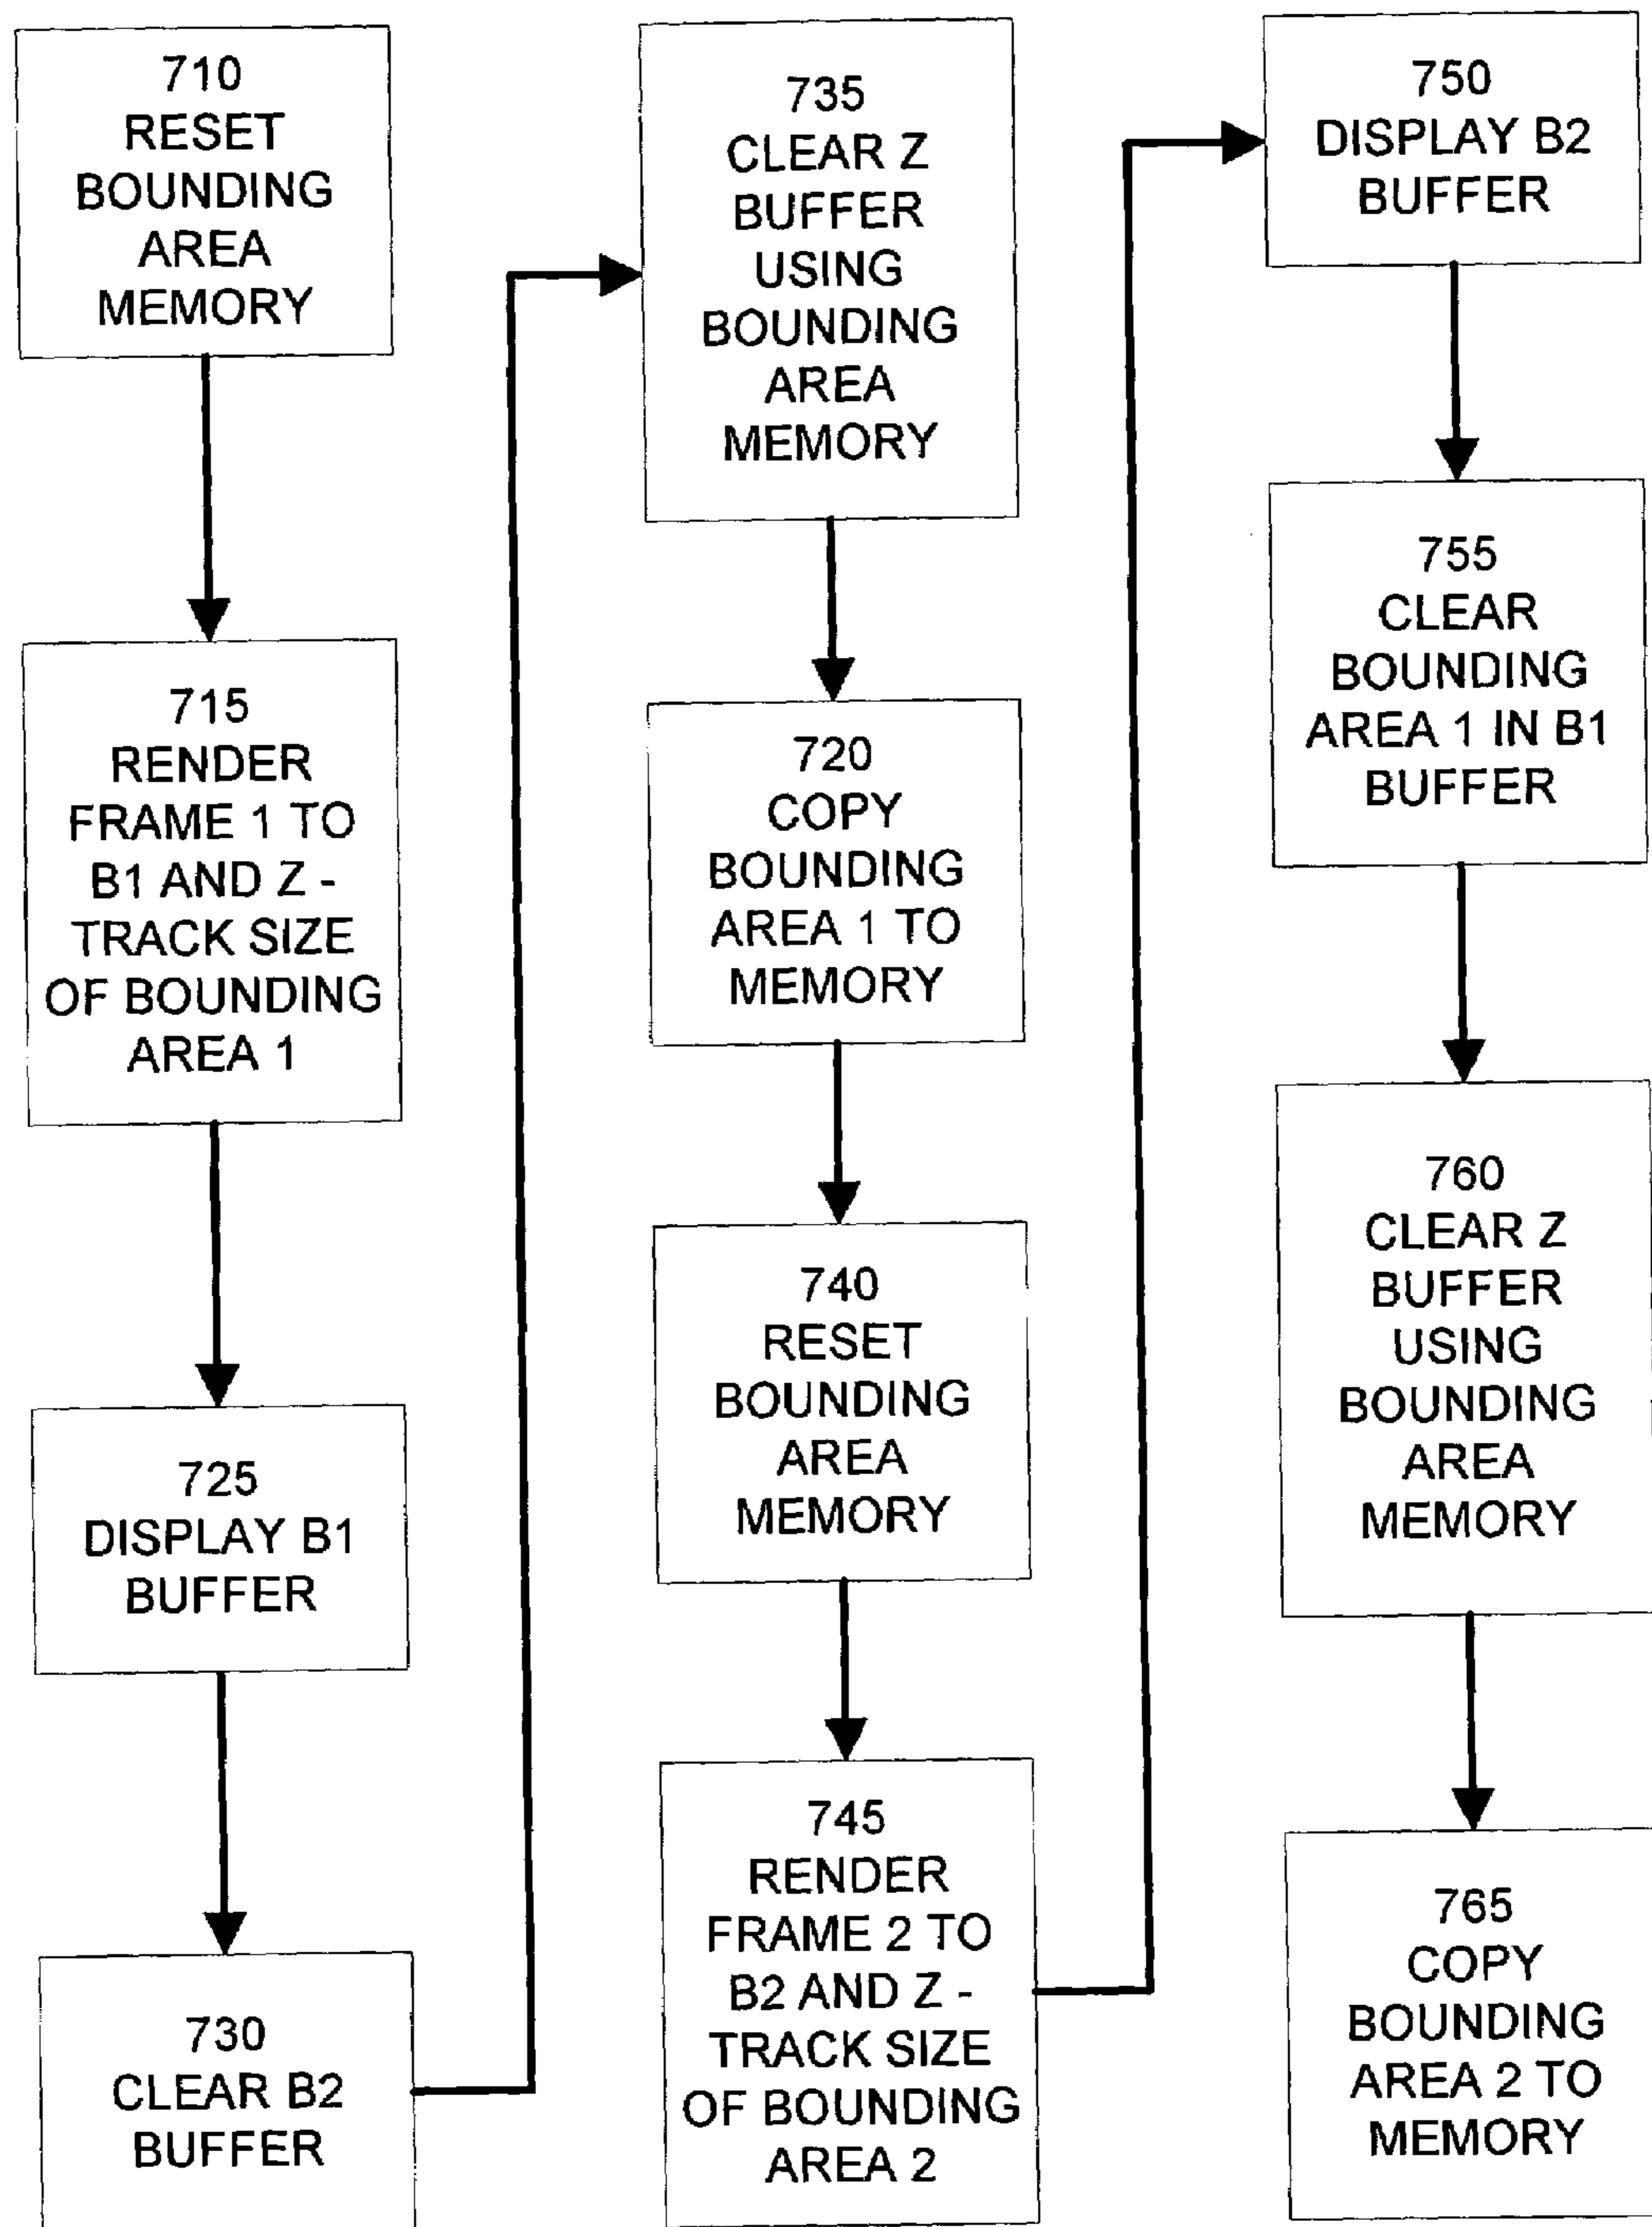 710
RESET
BOUNDING
AREA
MEMORY
715
RENDER
FRAME 1 TO
B1 AND Z -
TRACK SIZE
OF BOUNDING
AREA 1
725
DISPLAY B1
BUFFER
730
CLEAR B2
BUFFER
735
CLEAR Z
BUFFER
USING
BOUNDING
AREA
MEMORY
720
COPY
BOUNDING
AREA 1 TO
MEMORY
740
RESET
BOUNDING
AREA
MEMORY
745
RENDER
FRAME 2 TO
B2 AND Z -
TRACK SIZE
OF BOUNDING
AREA 2
750
DISPLAY B2
BUFFER
755
CLEAR
BOUNDING
AREA 1 IN B1
BUFFER
760
CLEAR Z
BUFFER
USING
BOUNDING
AREA
MEMORY
765
COPY
BOUNDING
AREA 2 TO
MEMORY